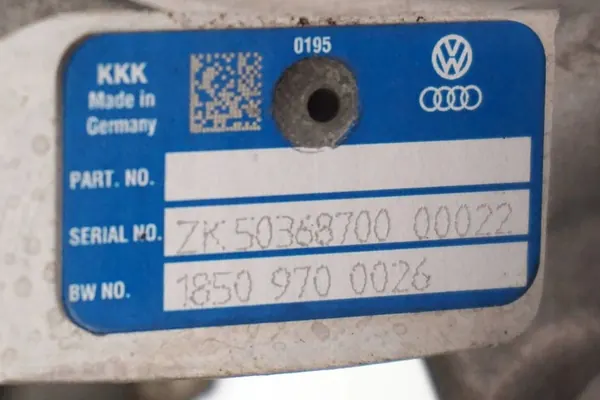 0195
KKK
Made in
Germany
PART. NO.
SERIAL NO. ZK 50368700 00022
BW NO. 1850 970 0026